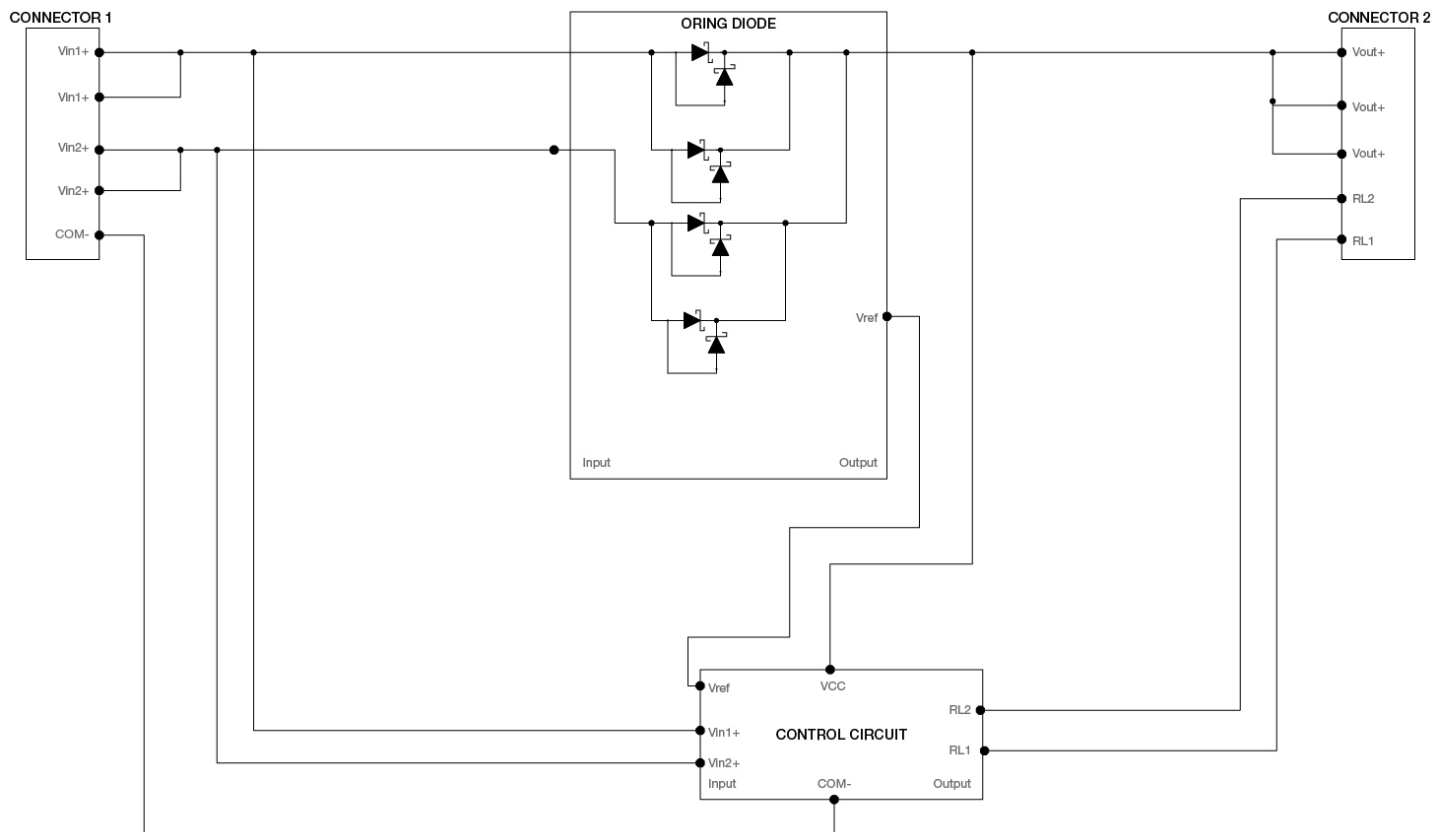 CONNECTOR 1
Vin1+
Vin1+
Vin2+
Vin2+
COM-
ORING DIODE
Vref
Input
Output
CONNECTOR 2
Vout+
Vout+
Vout+
RL2
RL1
Vref
VCC
RL2
Vin1+
CONTROL CIRCUIT
RL1
Vin2+
Input
COM-
Output